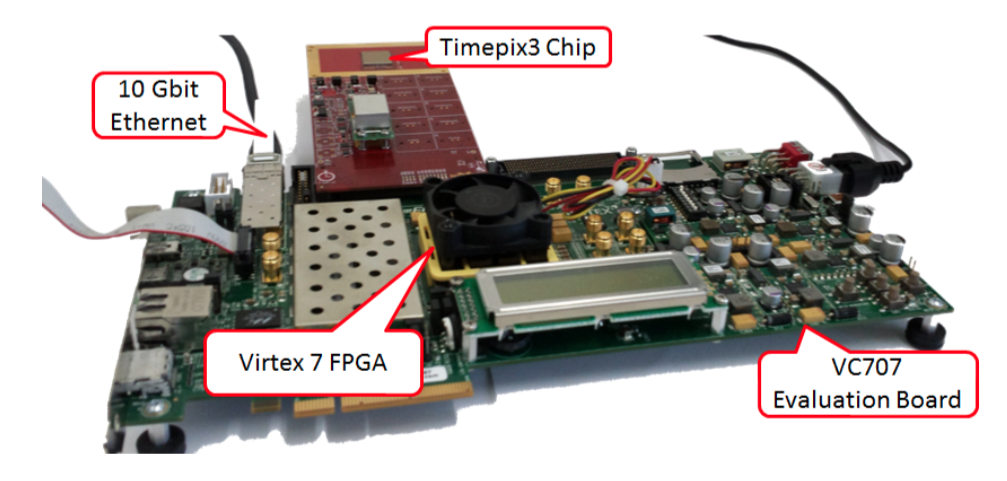 Timepix3 Chip
10 Gbit
Ethernet
Virtex 7 FPGA
VC707
Evaluation Board